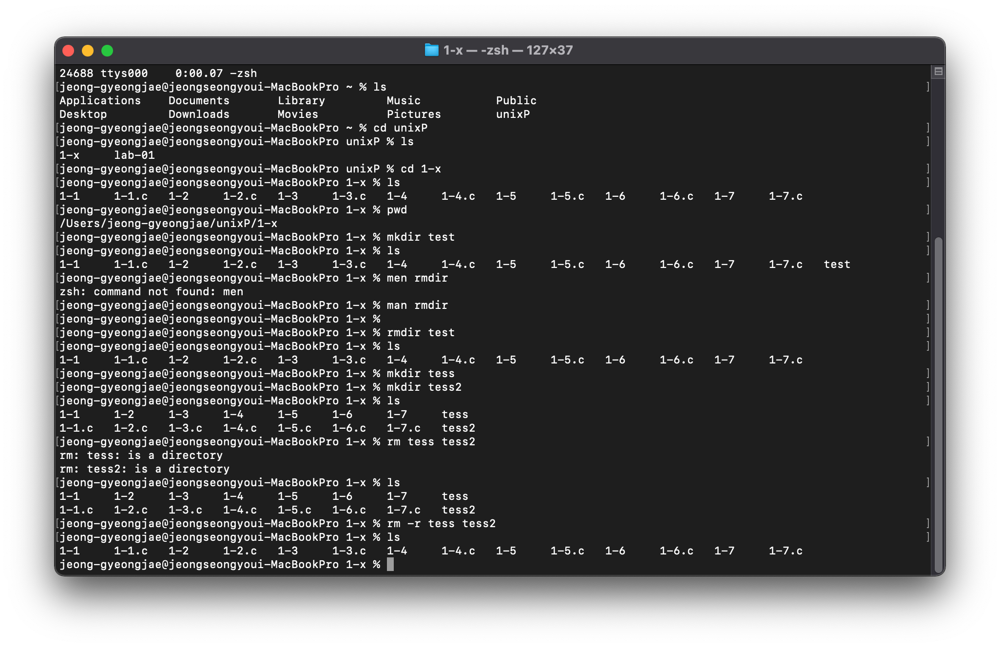 1-x — -zsh — 127×37
24688 ttys000    0:00.07 -zsh
[jeong-gyeongjae@jeongseongyoui-MacBookPro ~ % ls ]
Applications    Documents       Library         Music           Public
Desktop         Downloads       Movies          Pictures        unixP
[jeong-gyeongjae@jeongseongyoui-MacBookPro ~ % cd unixP ]
[jeong-gyeongjae@jeongseongyoui-MacBookPro unixP % ls ]
1-x     lab-01
[jeong-gyeongjae@jeongseongyoui-MacBookPro unixP % cd 1-x ]
[jeong-gyeongjae@jeongseongyoui-MacBookPro 1-x % ls ]
1-1     1-1.c   1-2     1-2.c   1-3     1-3.c   1-4     1-4.c   1-5     1-5.c   1-6     1-6.c   1-7     1-7.c
[jeong-gyeongjae@jeongseongyoui-MacBookPro 1-x % pwd ]
/Users/jeong-gyeongjae/unixP/1-x
[jeong-gyeongjae@jeongseongyoui-MacBookPro 1-x % mkdir test ]
[jeong-gyeongjae@jeongseongyoui-MacBookPro 1-x % ls ]
1-1     1-1.c   1-2     1-2.c   1-3     1-3.c   1-4     1-4.c   1-5     1-5.c   1-6     1-6.c   1-7     1-7.c   test
[jeong-gyeongjae@jeongseongyoui-MacBookPro 1-x % men rmdir ]
zsh: command not found: men
[jeong-gyeongjae@jeongseongyoui-MacBookPro 1-x % man rmdir ]
[jeong-gyeongjae@jeongseongyoui-MacBookPro 1-x % ]
[jeong-gyeongjae@jeongseongyoui-MacBookPro 1-x % rmdir test ]
[jeong-gyeongjae@jeongseongyoui-MacBookPro 1-x % ls ]
1-1     1-1.c   1-2     1-2.c   1-3     1-3.c   1-4     1-4.c   1-5     1-5.c   1-6     1-6.c   1-7     1-7.c
[jeong-gyeongjae@jeongseongyoui-MacBookPro 1-x % mkdir tess ]
[jeong-gyeongjae@jeongseongyoui-MacBookPro 1-x % mkdir tess2 ]
[jeong-gyeongjae@jeongseongyoui-MacBookPro 1-x % ls ]
1-1     1-2     1-3     1-4     1-5     1-6     1-7     tess
1-1.c   1-2.c   1-3.c   1-4.c   1-5.c   1-6.c   1-7.c   tess2
[jeong-gyeongjae@jeongseongyoui-MacBookPro 1-x % rm tess tess2 ]
rm: tess: is a directory
rm: tess2: is a directory
[jeong-gyeongjae@jeongseongyoui-MacBookPro 1-x % ls ]
1-1     1-2     1-3     1-4     1-5     1-6     1-7     tess
1-1.c   1-2.c   1-3.c   1-4.c   1-5.c   1-6.c   1-7.c   tess2
[jeong-gyeongjae@jeongseongyoui-MacBookPro 1-x % rm -r tess tess2 ]
[jeong-gyeongjae@jeongseongyoui-MacBookPro 1-x % ls ]
1-1     1-1.c   1-2     1-2.c   1-3     1-3.c   1-4     1-4.c   1-5     1-5.c   1-6     1-6.c   1-7     1-7.c
jeong-gyeongjae@jeongseongyoui-MacBookPro 1-x %